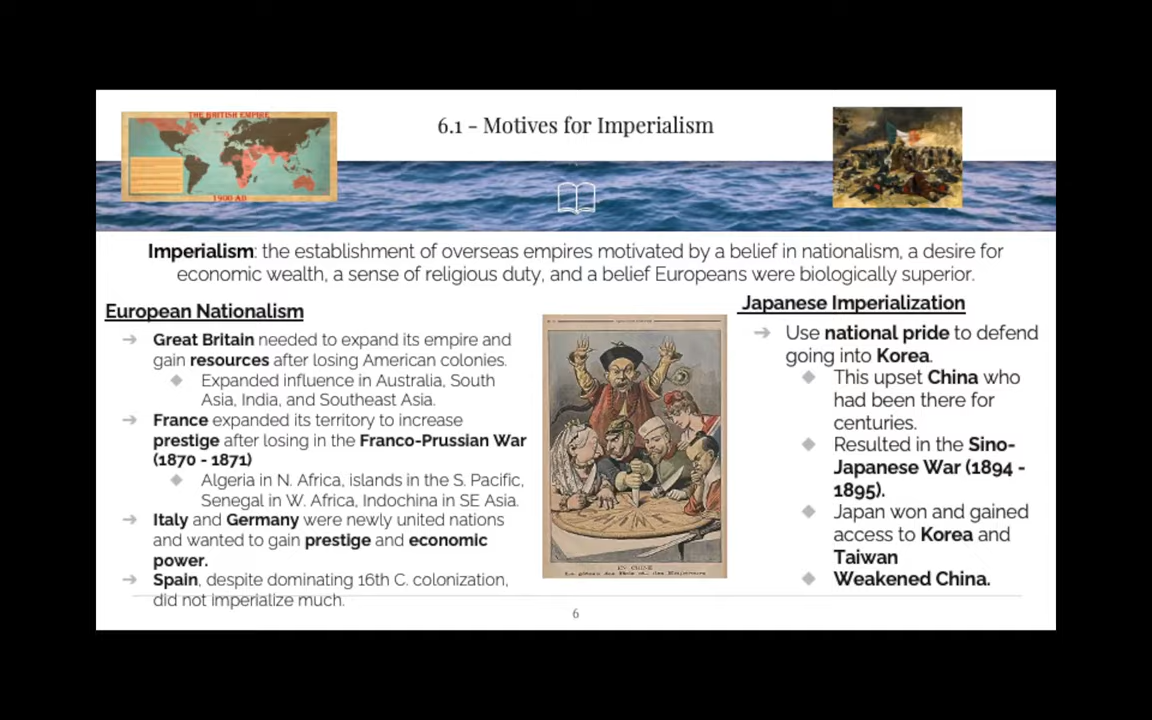 THE BRITISH EMPIRE
1900 AD
6.1 - Motives for Imperialism
Imperialism: the establishment of overseas empires motivated by a belief in nationalism, a desire for
economic wealth, a sense of religious duty, and a belief Europeans were biologically superior.
European Nationalism
➔ Great Britain needed to expand its empire and
gain resources after losing American colonies.
◆ Expanded influence in Australia, South
Asia, India, and Southeast Asia.
➔ France expanded its territory to increase
prestige after losing in the Franco-Prussian War
(1870 - 1871)
◆ Algeria in N. Africa, islands in the S. Pacific,
Senegal in W. Africa, Indochina in SE Asia.
➔ Italy and Germany were newly united nations
and wanted to gain prestige and economic
power.
➔ Spain, despite dominating 16th C. colonization,
did not imperialize much.
EN CHINE
Japanese Imperialization
➔ Use national pride to defend
going into Korea.
◆ This upset China who
had been there for
centuries.
◆ Resulted in the Sino-
Japanese War (1894 -
1895).
◆ Japan won and gained
access to Korea and
Taiwan
◆ Weakened China.
6